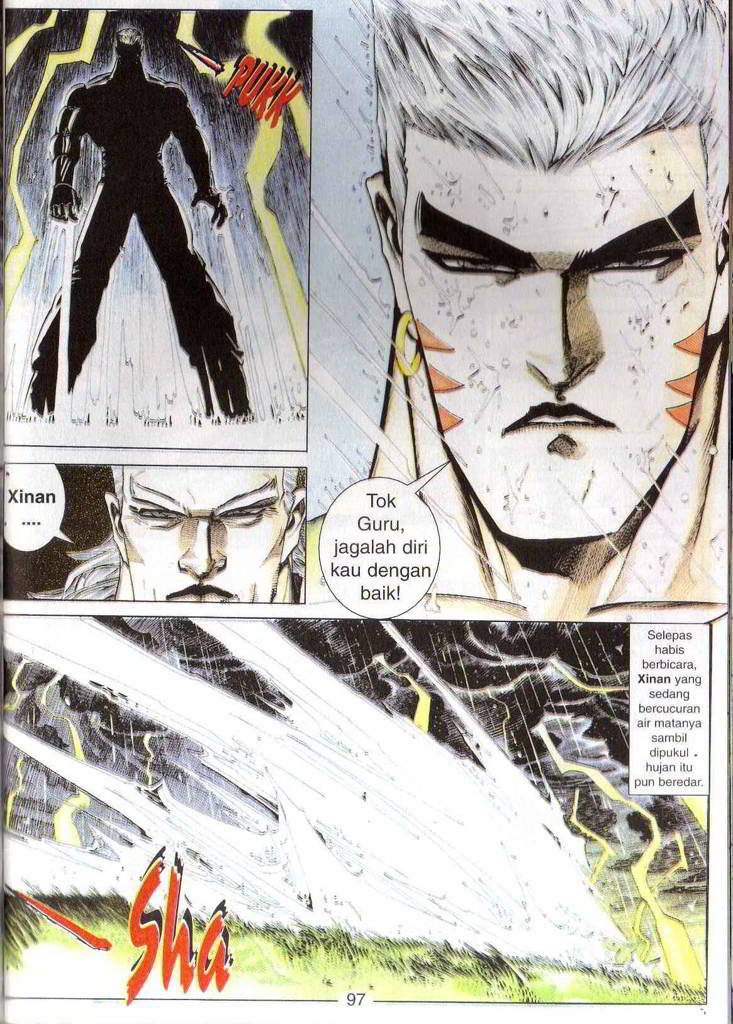 PUKK
Tok
Guru,
jagalah diri
kau dengan
baik!
Xinan
....
Selepas
habis
berbicara,
Xinan yang
sedang
bercucuran
air matanya
sambil
dipukul
hujan itu
pun beredar.
Sha
97